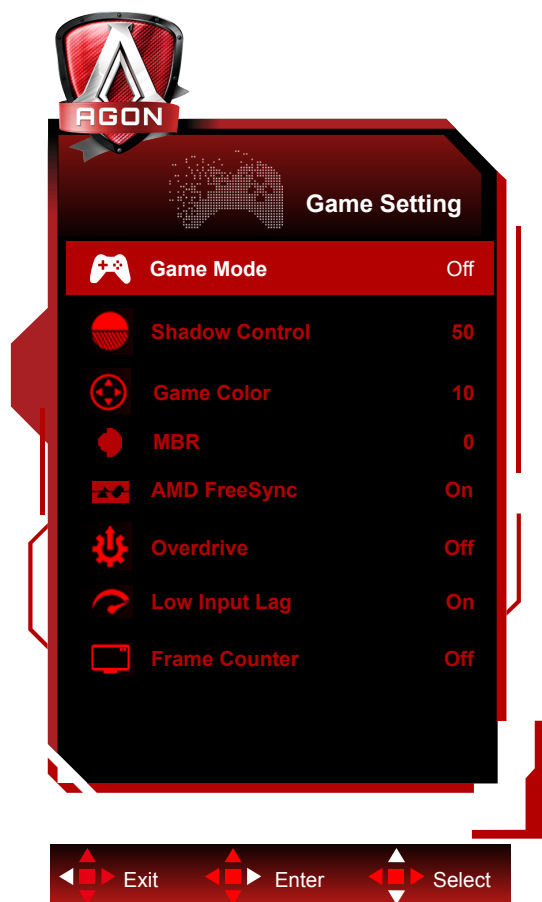 AGON
Game Setting
Game Mode Off
Shadow Control 50
Game Color 10
MBR 0
AMD FreeSync On
Overdrive Off
Low Input Lag On
Frame Counter Off
Exit Enter Select